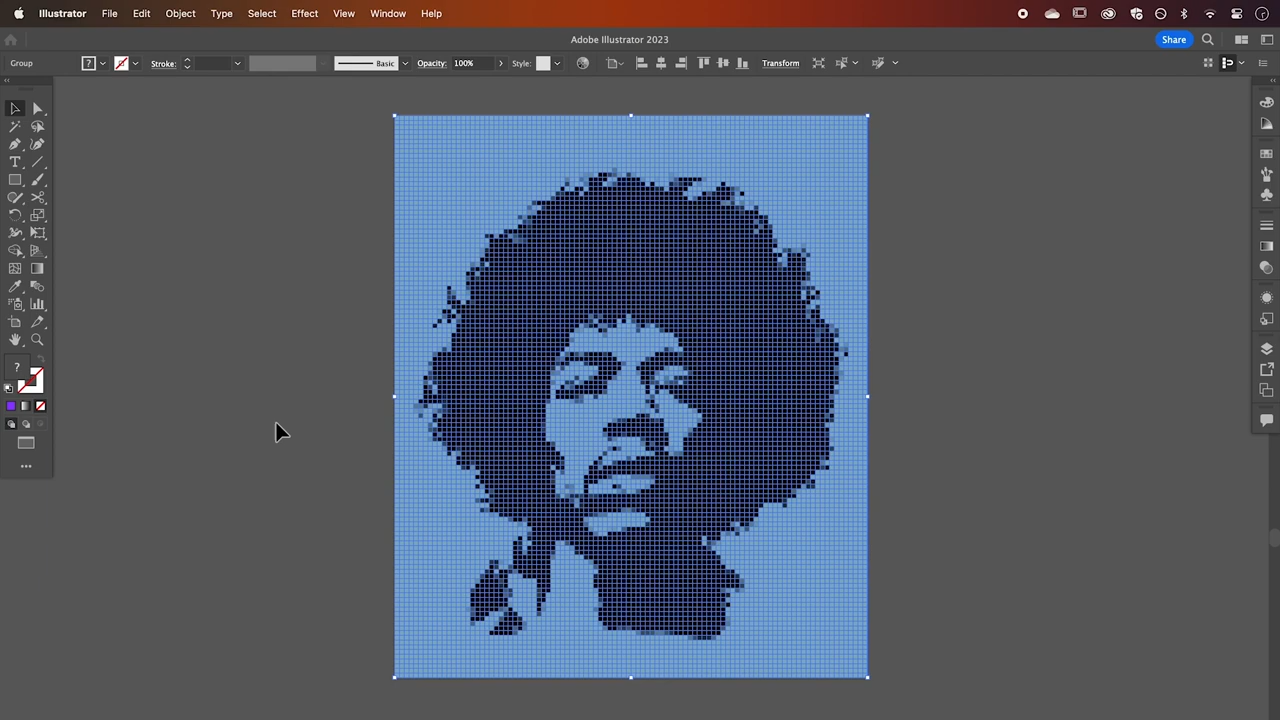 Illustrator File Edit Object Type Select Effect View Window Help
Adobe Illustrator 2023
Share
Group
?
Stroke:
Basic
Opacity: 100%
Style:
Transform
?